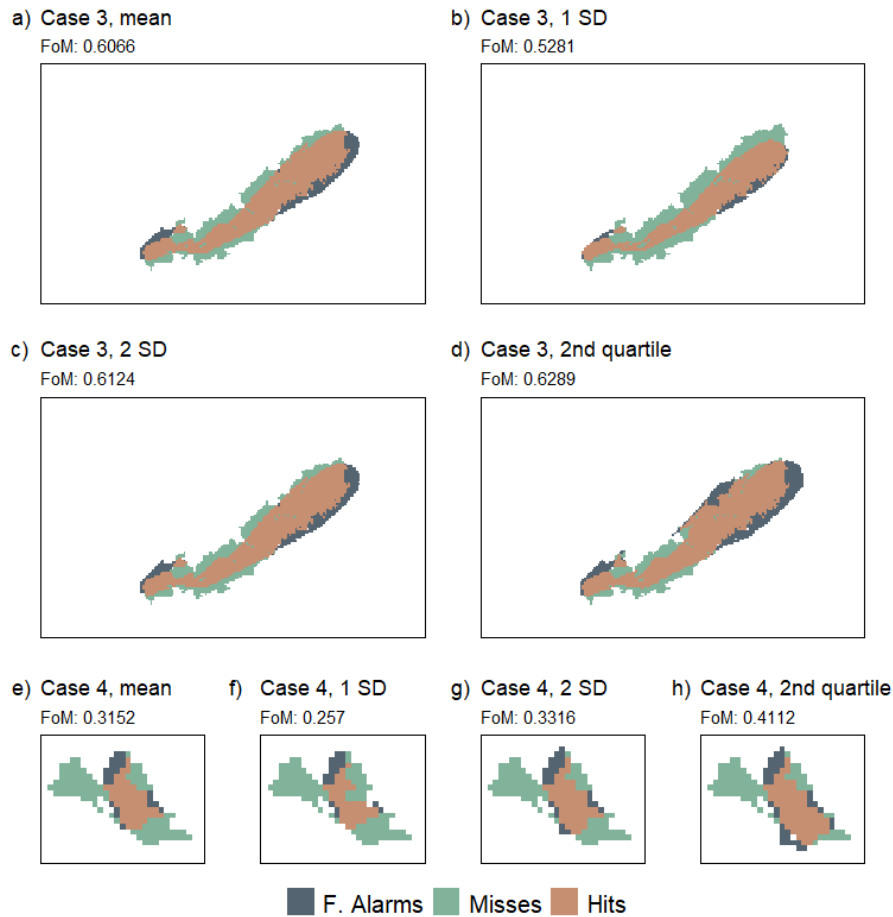 a) Case 3, mean
FoM: 0.6066
b) Case 3, 1 SD
FoM: 0.5281
c) Case 3, 2 SD
FoM: 0.6124
d) Case 3, 2nd quartile
FoM: 0.6289
e) Case 4, mean
FoM: 0.3152
f) Case 4, 1 SD
FoM: 0.257
g) Case 4, 2 SD
FoM: 0.3316
h) Case 4, 2nd quartile
FoM: 0.4112
F. Alarms Misses Hits